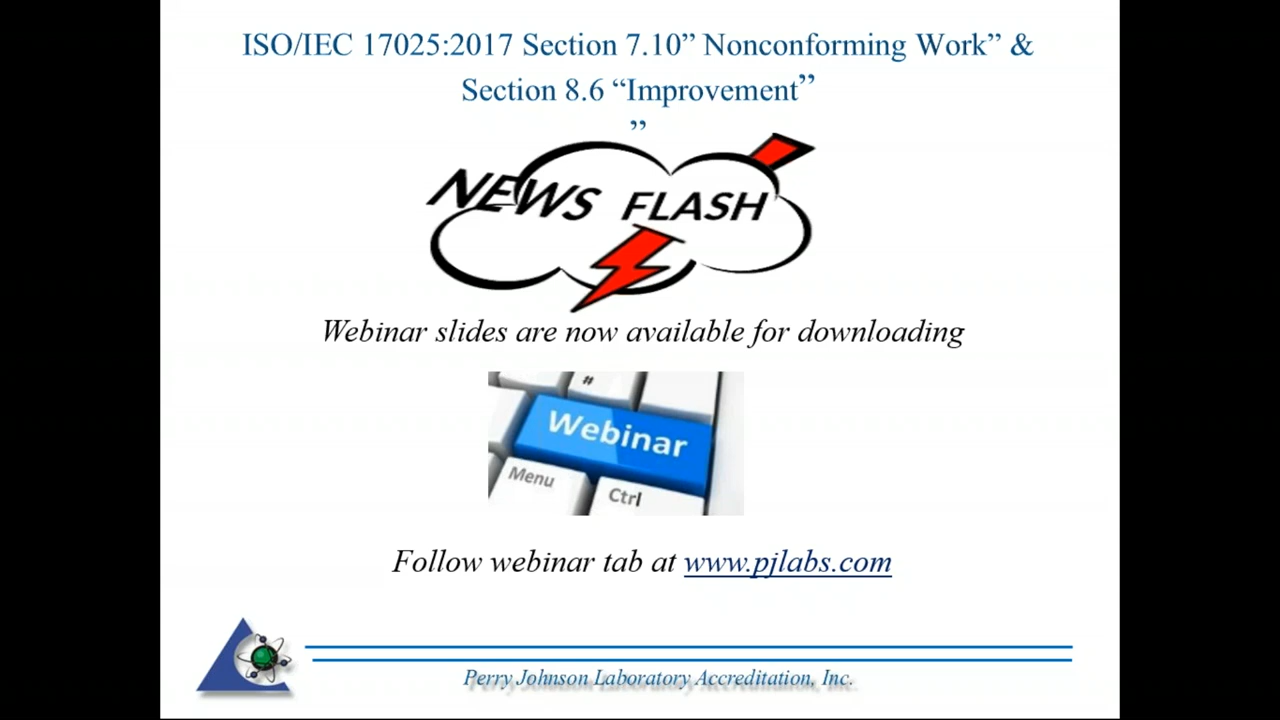 ISO/IEC 17025:2017 Section 7.10” Nonconforming Work” &
Section 8.6 “Improvement”
”
NEWS FLASH
Webinar slides are now available for downloading
#
Webinar
Menu
Ctrl
Follow webinar tab at www.pjlabs.com
Perry Johnson Laboratory Accreditation, Inc.